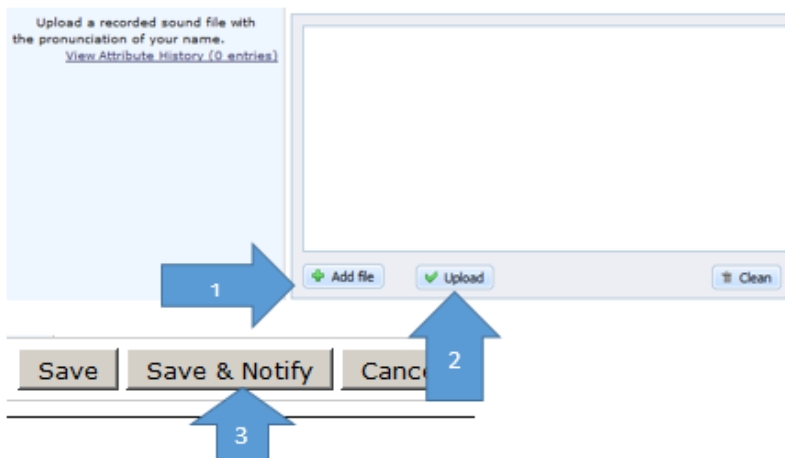 Upload a recorded sound file with
the pronunciation of your name.
View Attribute History (0 entries)
1
Add file
Upload
Clean
2
Save
Save & Notify
3